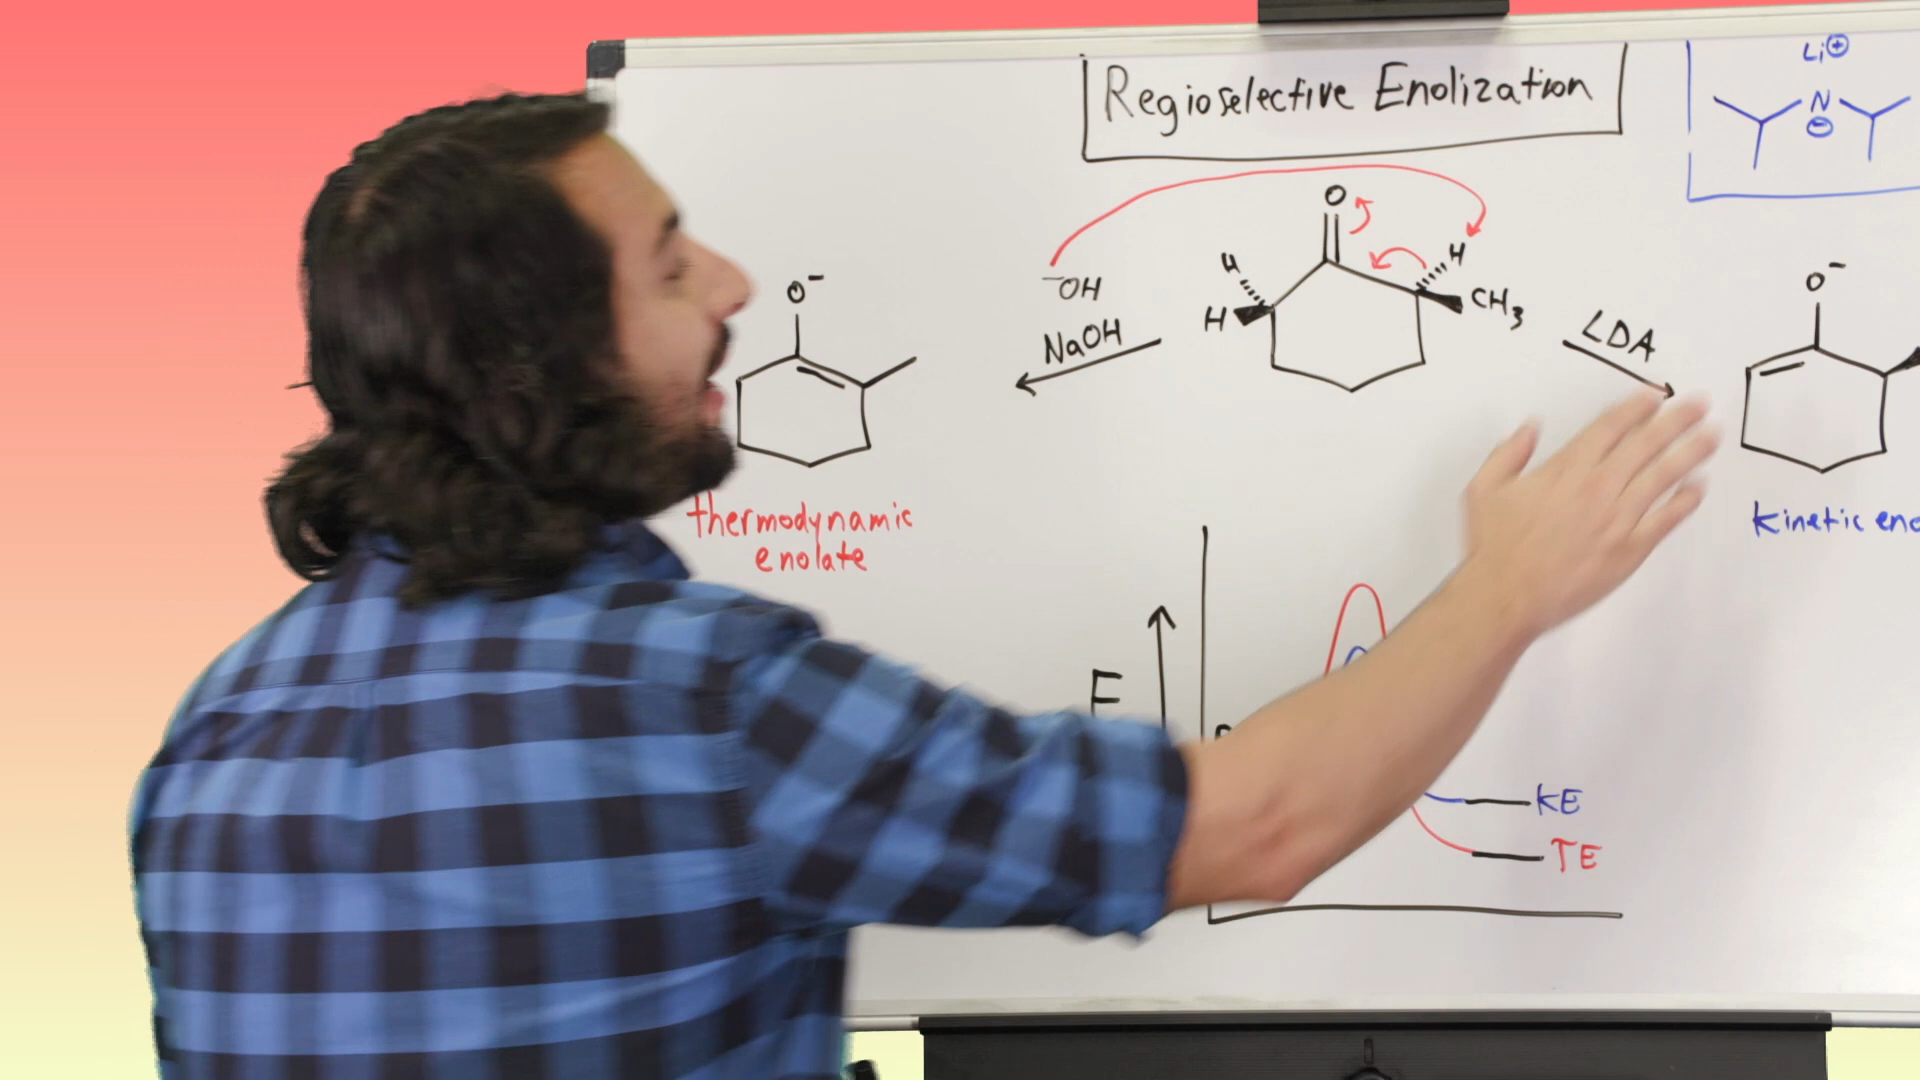 Regioselective Enolization
Li⊕
N
⊖
O
H
H
H
CH₃
⁻OH
NaOH
LDA
O⁻
O⁻
thermodynamic
enolate
kinetic
E
KE
TE